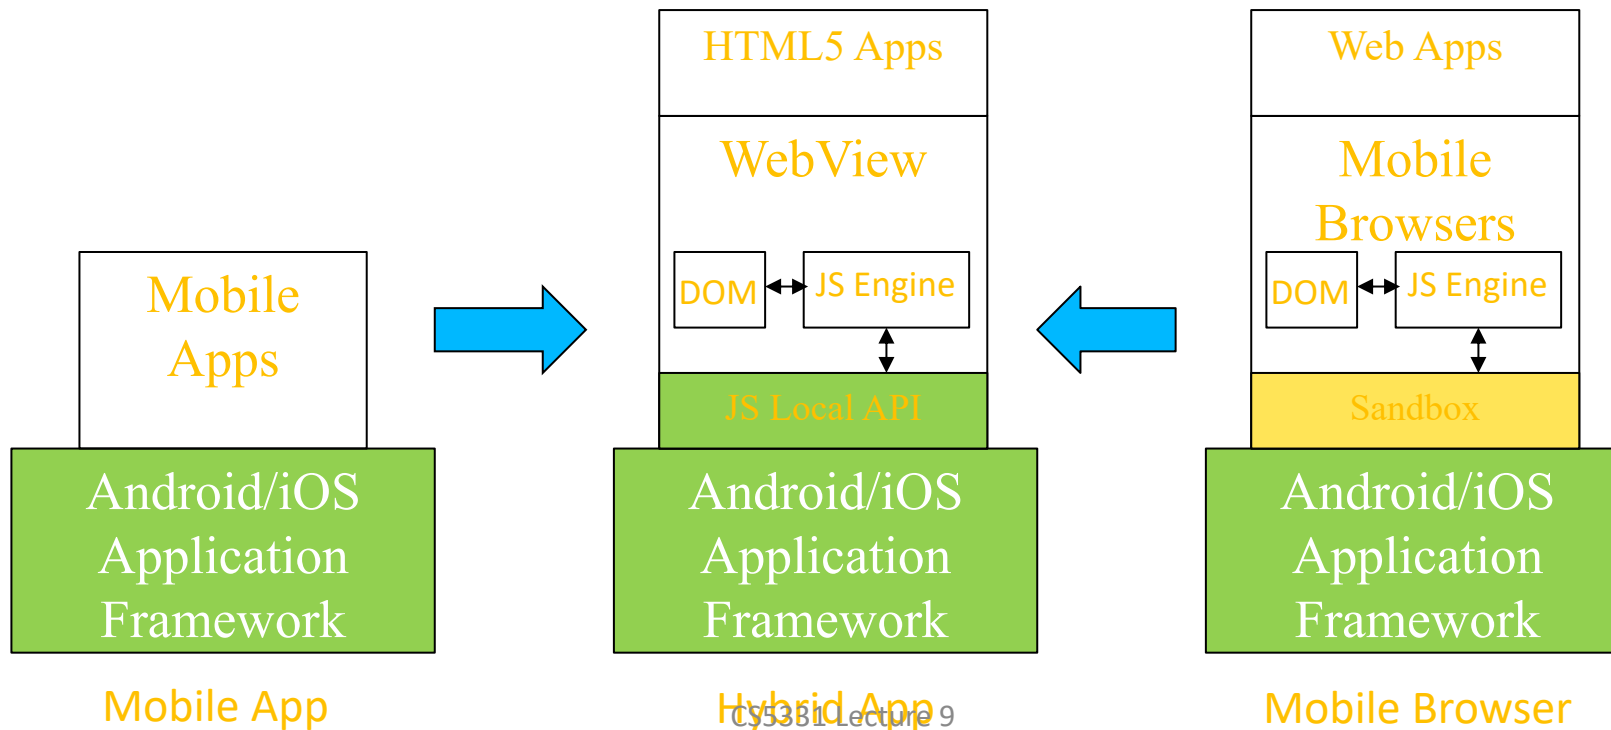 Mobile
Apps
Android/iOS
Application
Framework
Mobile App
HTML5 Apps
WebView
DOM
JS Engine
JS Local API
Android/iOS
Application
Framework
Hybrid App
CS5331 Lecture 9
Web Apps
Mobile
Browsers
DOM
JS Engine
Sandbox
Android/iOS
Application
Framework
Mobile Browser